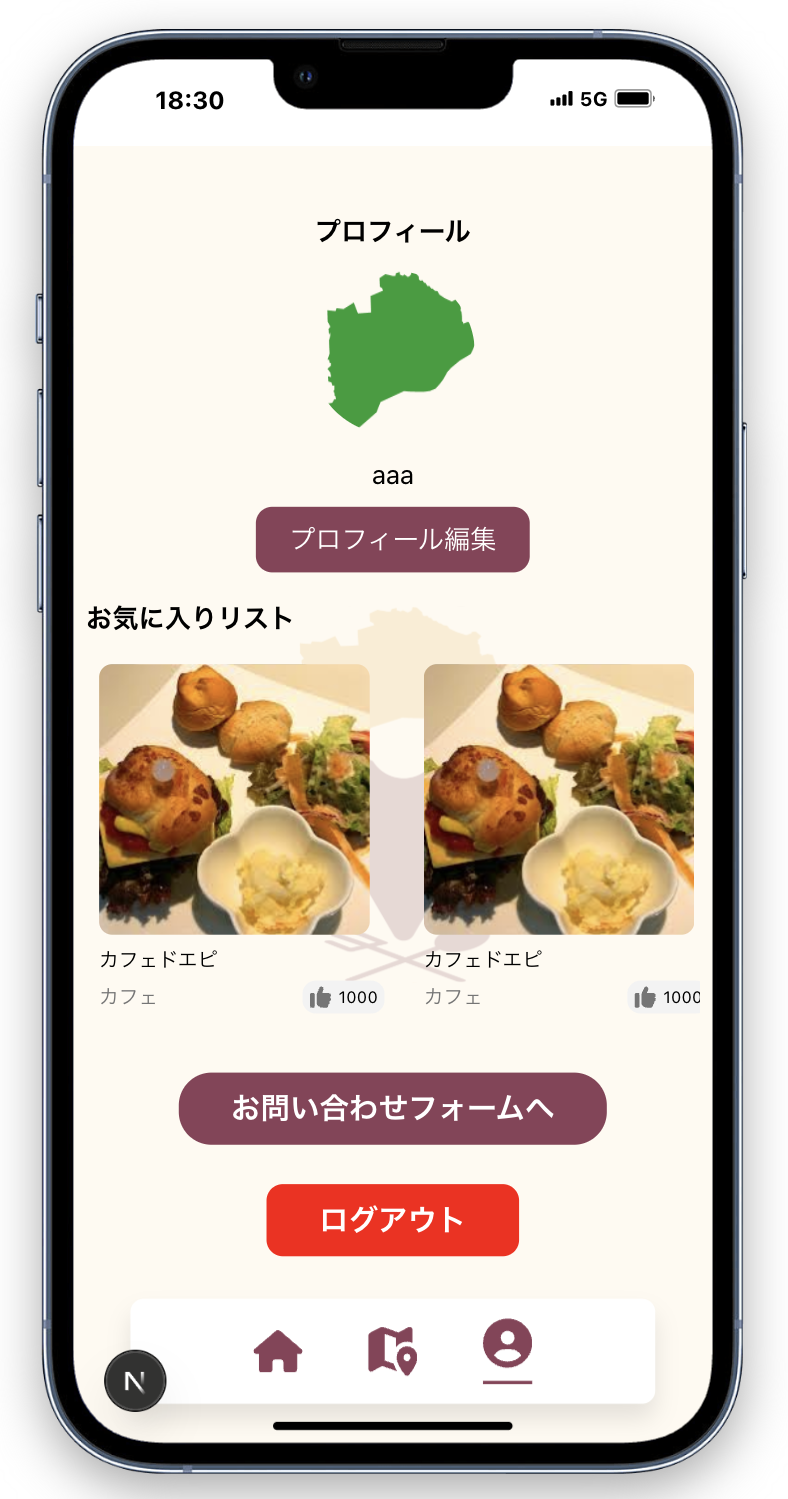 18:30 5G
プロフィール
aaa
プロフィール編集
お気に入りリスト
カフェドエピ カフェドエピ
カフェ 1000 カフェ 1000
お問い合わせフォームへ
ログアウト
N